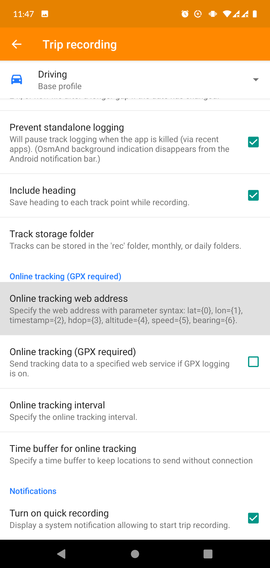 11:47
Trip recording
Driving
Base profile
Prevent standalone logging
Will pause track logging when the app is killed (via recent
apps). (OsmAnd background indication disappears from the
Android notification bar.)
Include heading
Save heading to each track point while recording.
Track storage folder
Tracks can be stored in the 'rec' folder, monthly, or daily folders.
Online tracking (GPX required)
Online tracking web address
Specify the web address with parameter syntax: lat={0}, lon={1},
timestamp={2}, hdop={3}, altitude={4}, speed={5}, bearing={6}.
Online tracking (GPX required)
Send tracking data to a specified web service if GPX logging
is on.
Online tracking interval
Specify the online tracking interval.
Time buffer for online tracking
Specify a time buffer to keep locations to send without connection
Notifications
Turn on quick recording
Display a system notification allowing to start trip recording.